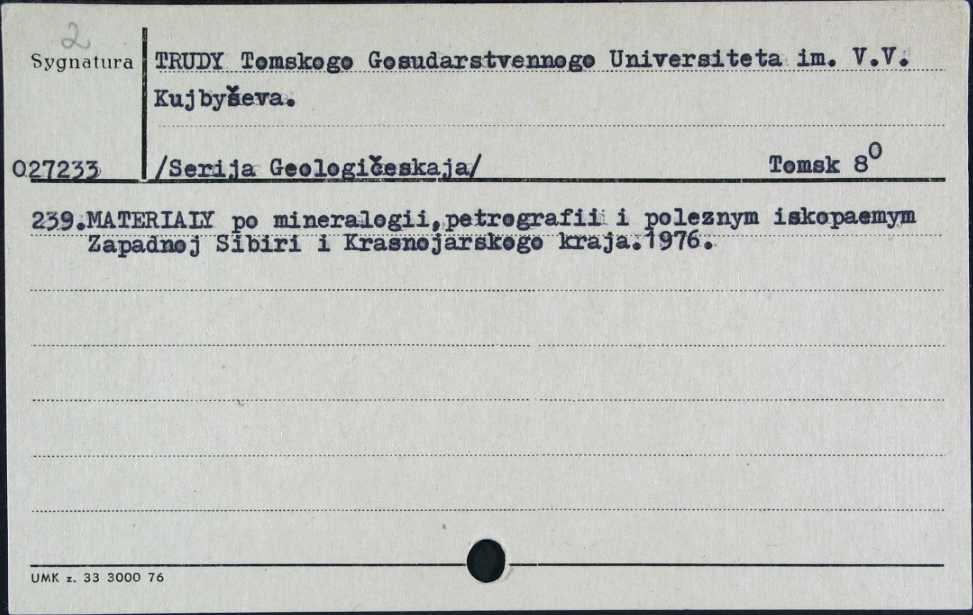 2
Sygnatura
TRUDY Tomskogo Gosudarstvennogo Universiteta im. V.V.
Kujbyševa.
027233
/Serija Geologičeskaja/ Tomsk 8⁰
239.MATERIAŁY po mineralogii,petrografii i poleznym iskopaemym
Zapadnoj Sibiri i Krasnojarskogo kraja.1976.
UMK z. 33 3000 76